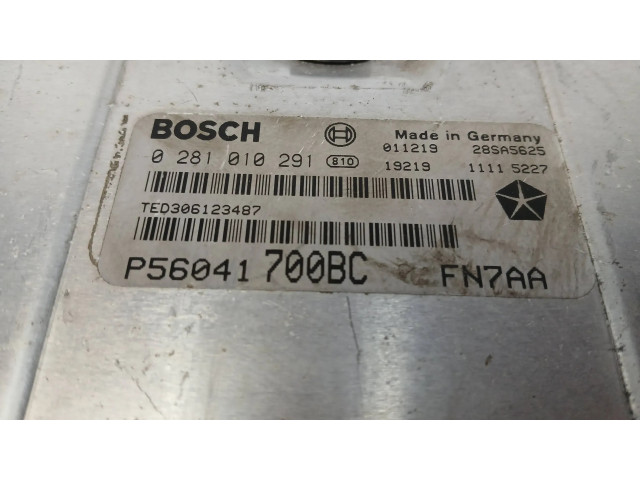 BOSCH Made in Germany
011219 28SA5625
0 281 010 291 810 19219 1111 5227
TED306123487
P56041 700BC FN7AA